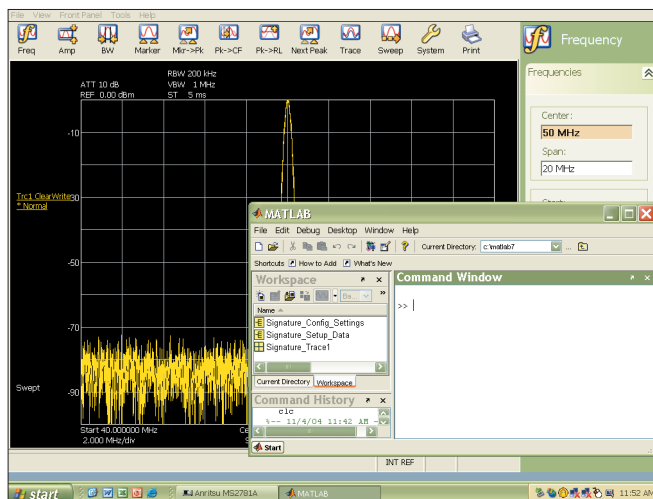 File View Front Panel Tools Help
Freq Amp BW Marker Mkr->Pk Pk->CF Pk->RL Next Peak Trace Sweep System Print
Frequency
Frequencies
Center:
50 MHz
Span:
20 MHz
ATT 10 dB
REF 0.00 dBm
RBW 200 kHz
VBW 1 MHz
ST 5 ms
-10
Trc1 ClearWrite
30
* Normal
-50
-70
Swept
-90
Start 40.000000 MHz
2.000 MHz/div
MATLAB
File Edit Debug Desktop Window Help
Current Directory: c:\matlab7
Shortcuts How to Add What's New
Workspace
Ba...
Name
Signature_Config_Settings
Signature_Setup_Data
Signature_Trace1
Current Directory Workspace
Command History
clc
%-- 11/4/04 11:42 AM
Command Window
>>
Start
INT REF
start
Anritsu MS2781A
MATLAB
11:52 AM